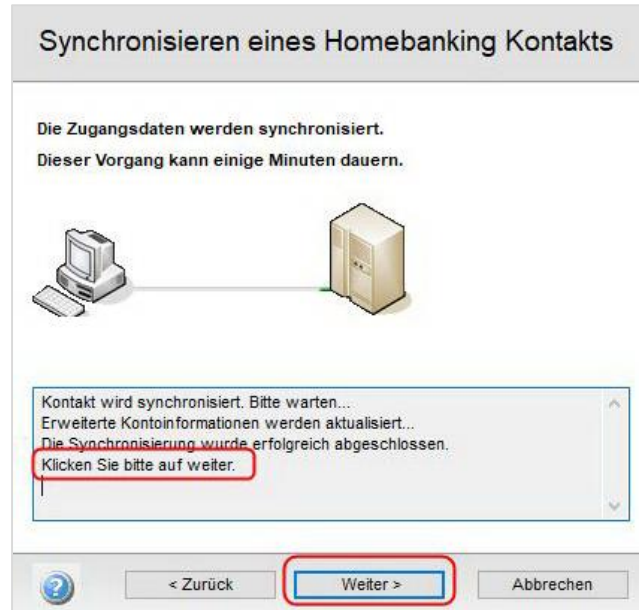 Synchronisieren eines Homebanking Kontakts
Die Zugangsdaten werden synchronisiert.
Dieser Vorgang kann einige Minuten dauern.
Kontakt wird synchronisiert. Bitte warten...
Erweiterte Kontoinformationen werden aktualisiert...
Die Synchronisierung wurde erfolgreich abgeschlossen.
Klicken Sie bitte auf weiter.
? < Zurück Weiter > Abbrechen